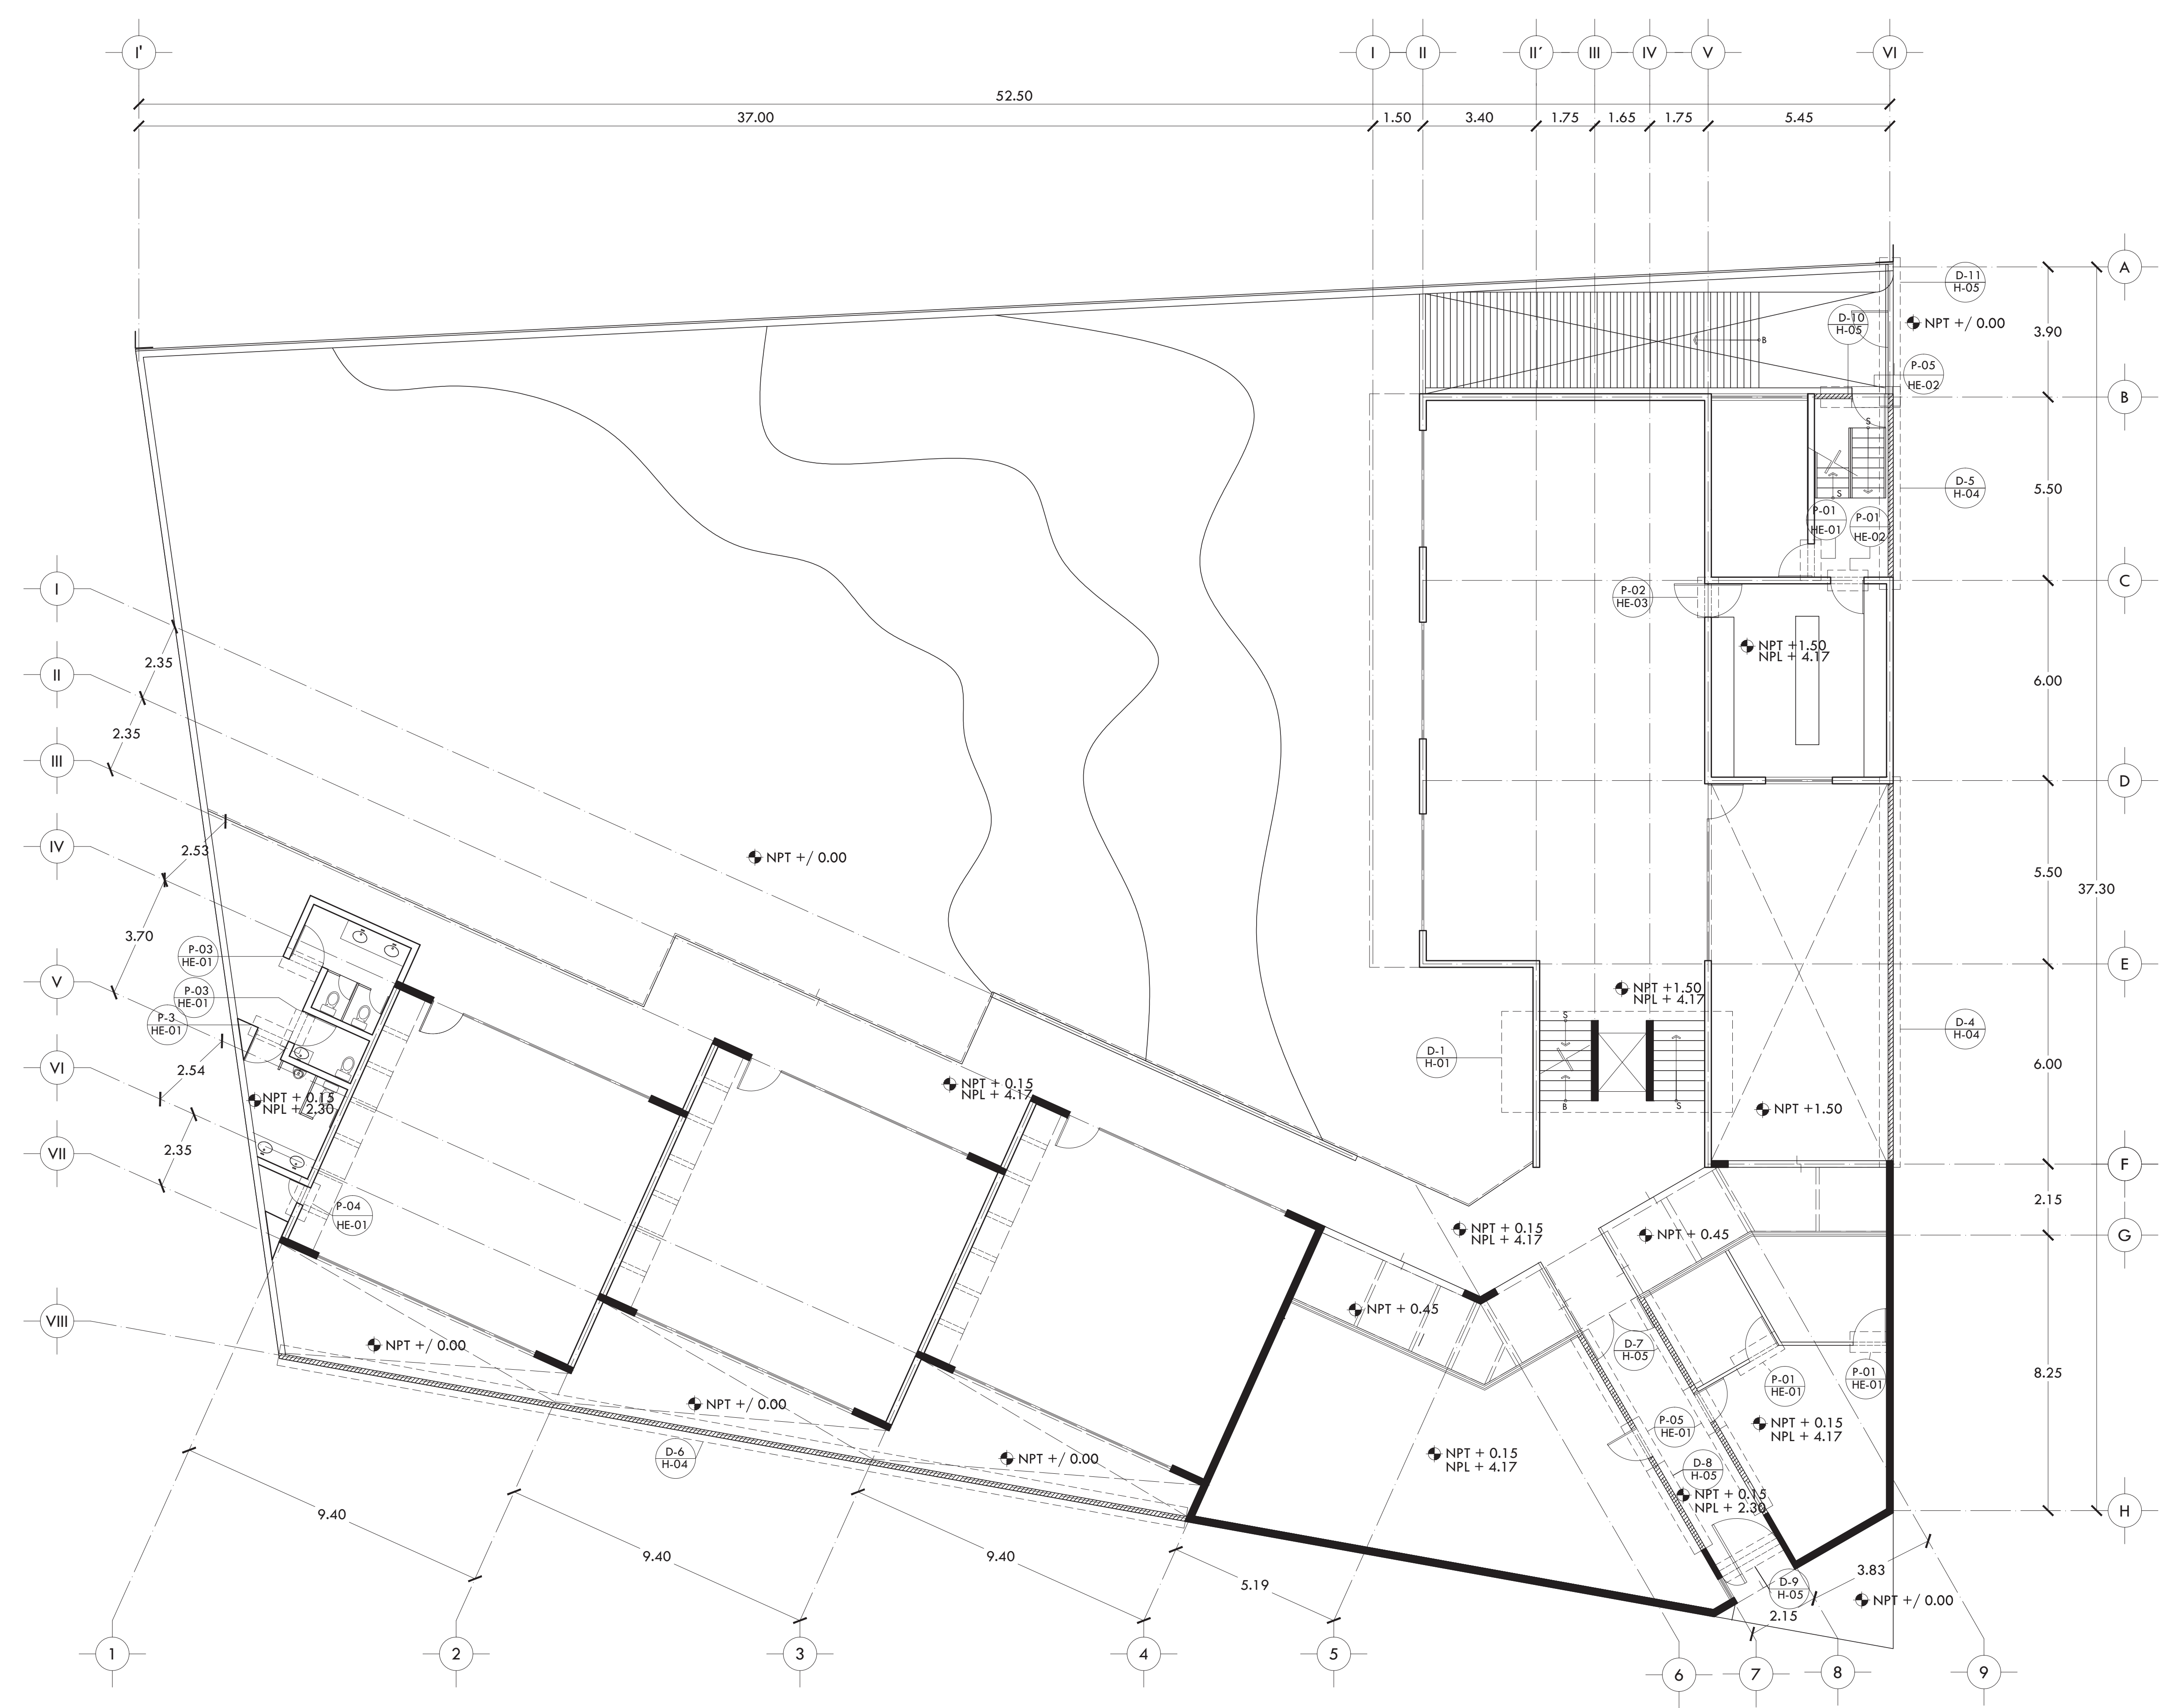 I'
I
II
II´
III
IV
V
VI
52.50
37.00
1.50
3.40
1.75
1.65
1.75
5.45
A
D-11
H-05
D-10
H-05
NPT +/ 0.00
3.90
B
P-05
HE-02
B
S
5.50
D-5
H-04
S
P-01
HE-01
P-01
HE-02
C
I
P-02
HE-03
NPT +1.50
NPL + 4.17
2.35
II
6.00
2.35
III
D
IV
2.53
NPT +/ 0.00
5.50
37.30
3.70
P-03
HE-01
E
V
P-03
HE-01
NPT +1.50
NPL + 4.17
P-3
HE-01
S
D-4
H-04
D-1
H-01
6.00
VI
2.54
NPT + 0.15
NPL + 2.30
NPT + 0.15
NPL + 4.17
B
S
NPT +1.50
2.35
VII
F
P-04
HE-01
2.15
NPT + 0.15
NPL + 4.17
NPT + 0.45
G
NPT + 0.45
VIII
NPT +/ 0.00
D-7
H-05
P-01
HE-01
P-01
HE-01
8.25
NPT +/ 0.00
P-05
HE-01
NPT + 0.15
NPL + 4.17
D-6
H-04
NPT +/ 0.00
NPT + 0.15
NPL + 4.17
D-8
H-05
NPT + 0.15
NPL + 2.30
H
9.40
9.40
9.40
5.19
3.83
D-9
H-05
NPT +/ 0.00
2.15
1
2
3
4
5
6
7
8
9